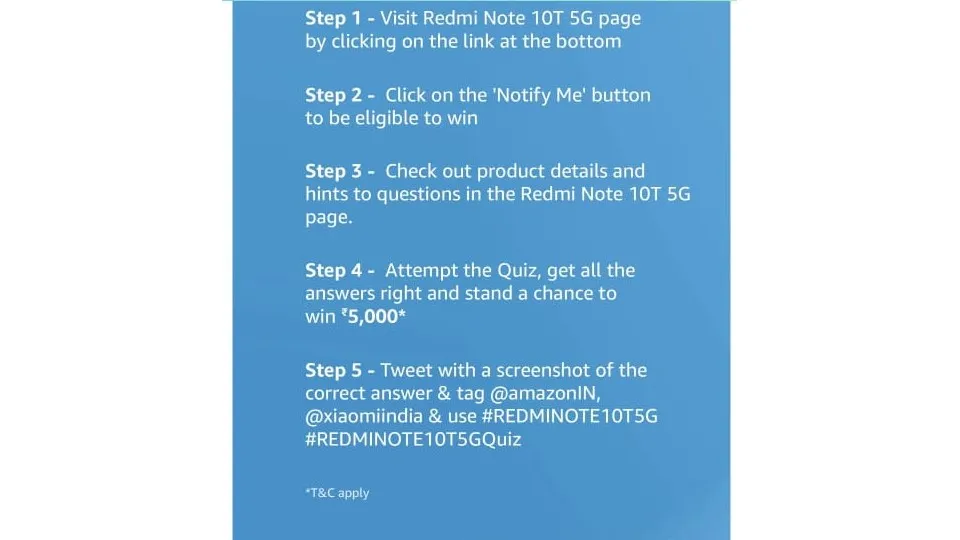 Step 1 - Visit Redmi Note 10T 5G page
by clicking on the link at the bottom
Step 2 - Click on the 'Notify Me' button
to be eligible to win
Step 3 - Check out product details and
hints to questions in the Redmi Note 10T 5G
page.
Step 4 - Attempt the Quiz, get all the
answers right and stand a chance to
win ₹5,000*
Step 5 - Tweet with a screenshot of the
correct answer & tag @amazonIN,
@xiaomiindia & use #REDMINOTE10T5G
#REDMINOTE10T5GQuiz
*T&C apply